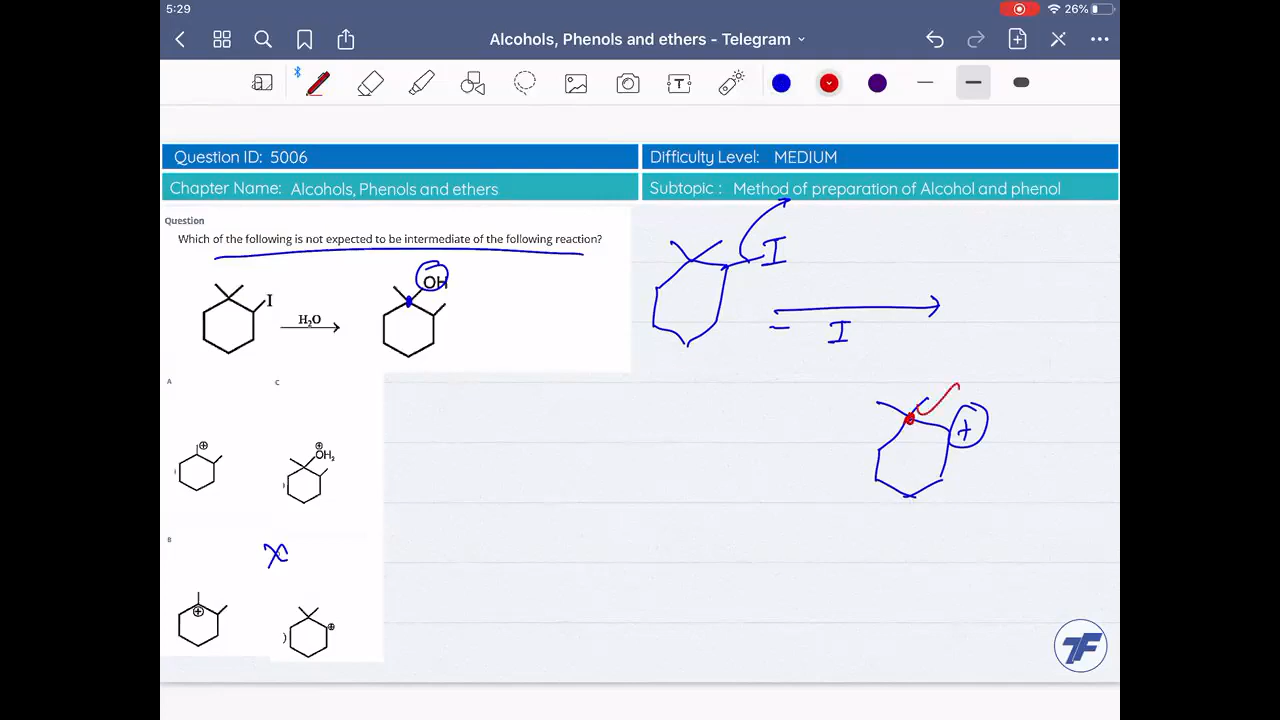 5:29
26%
Alcohols, Phenols and ethers - Telegram
T
Question ID: 5006
Difficulty Level: MEDIUM
Chapter Name: Alcohols, Phenols and ethers
Subtopic : Method of preparation of Alcohol and phenol
Question
Which of the following is not expected to be intermediate of the following reaction?
I
H₂O
OH
I
I
A
C
⊕
⊕
OH₂
)
+
B
x
⊕
)
⊕
TF